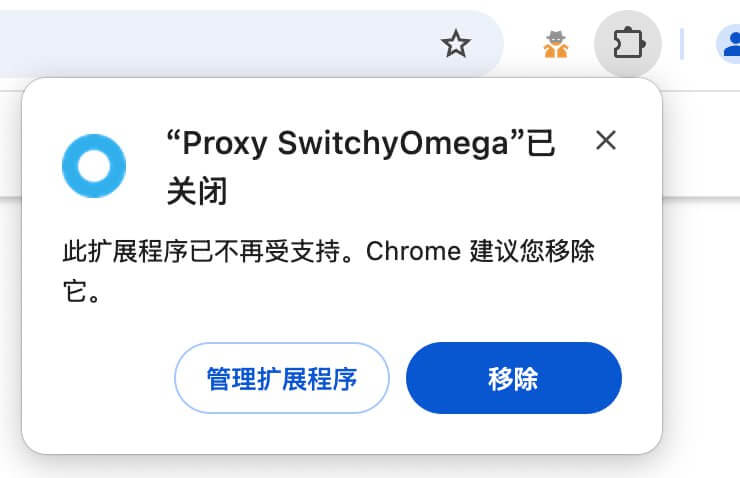 “Proxy SwitchyOmega”已
关闭
此扩展程序已不再受支持。Chrome 建议您移除
它。
管理扩展程序
移除